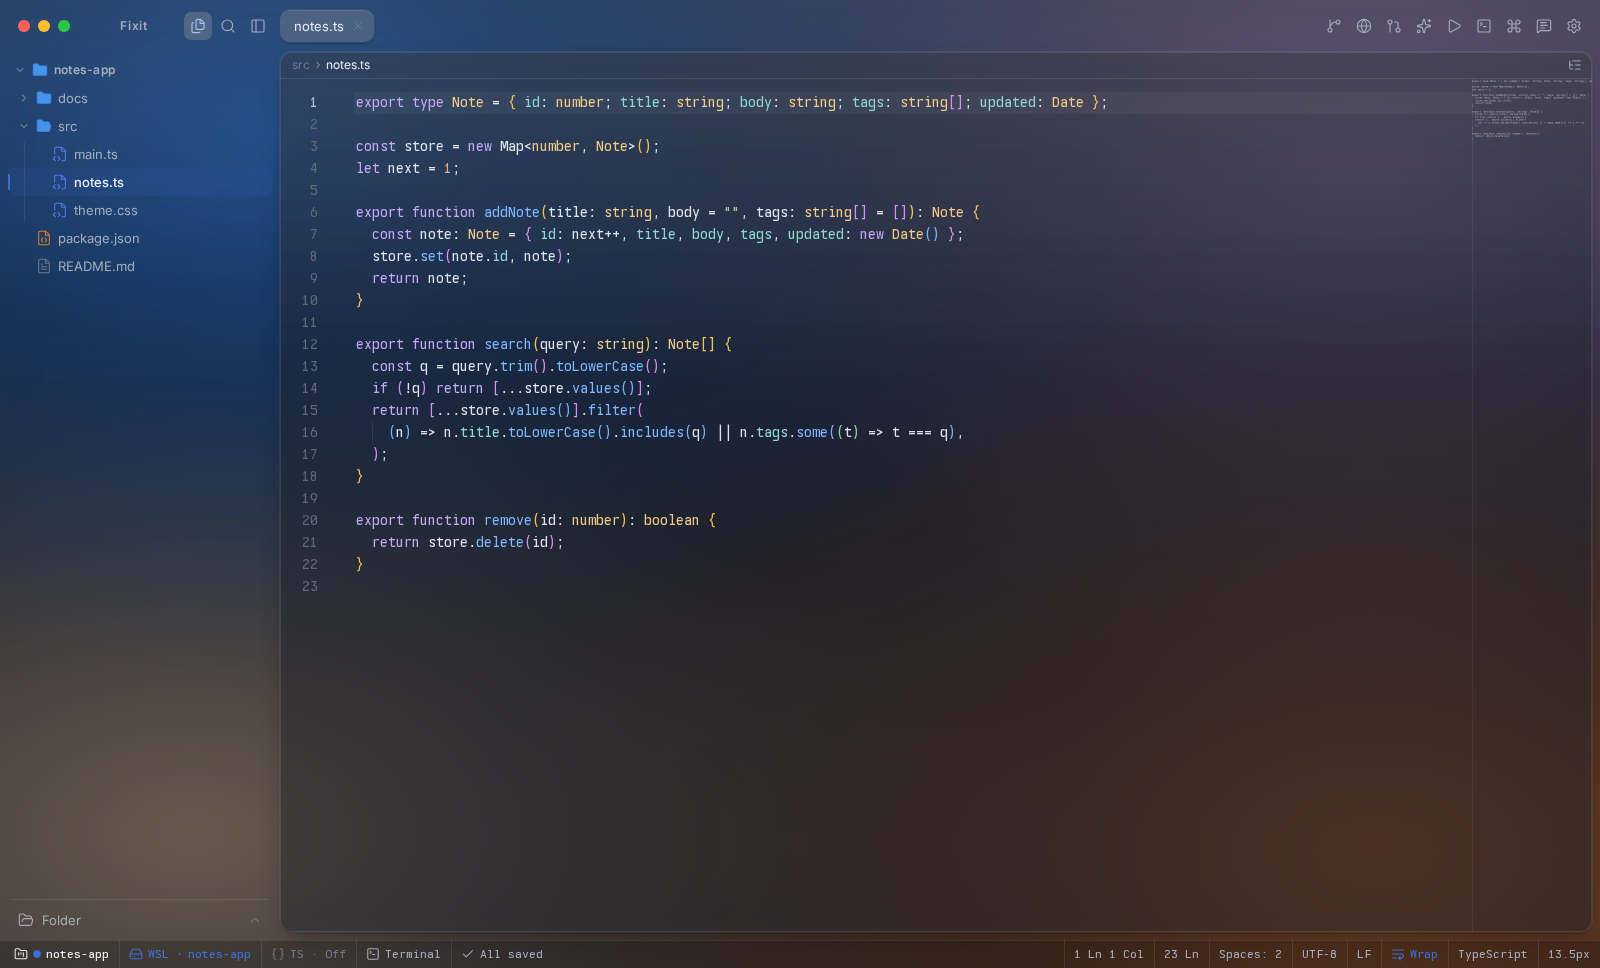 Fixit
notes.ts
notes-app
docs
src
main.ts
notes.ts
theme.css
package.json
README.md
Folder
src > notes.ts
1 export type Note = { id: number; title: string; body: string; tags: string[]; updated: Date };
2
3 const store = new Map<number, Note>();
4 let next = 1;
5
6 export function addNote(title: string, body = "", tags: string[] = []): Note {
7   const note: Note = { id: next++, title, body, tags, updated: new Date() };
8   store.set(note.id, note);
9   return note;
10 }
11
12 export function search(query: string): Note[] {
13   const q = query.trim().toLowerCase();
14   if (!q) return [...store.values()];
15   return [...store.values()].filter(
16     (n) => n.title.toLowerCase().includes(q) || n.tags.some((t) => t === q),
17   );
18 }
19
20 export function remove(id: number): boolean {
21   return store.delete(id);
22 }
23
notes-app WSL · notes-app {} TS · Off Terminal All saved 1 Ln 1 Col 23 Ln Spaces: 2 UTF-8 LF Wrap TypeScript 13.5px